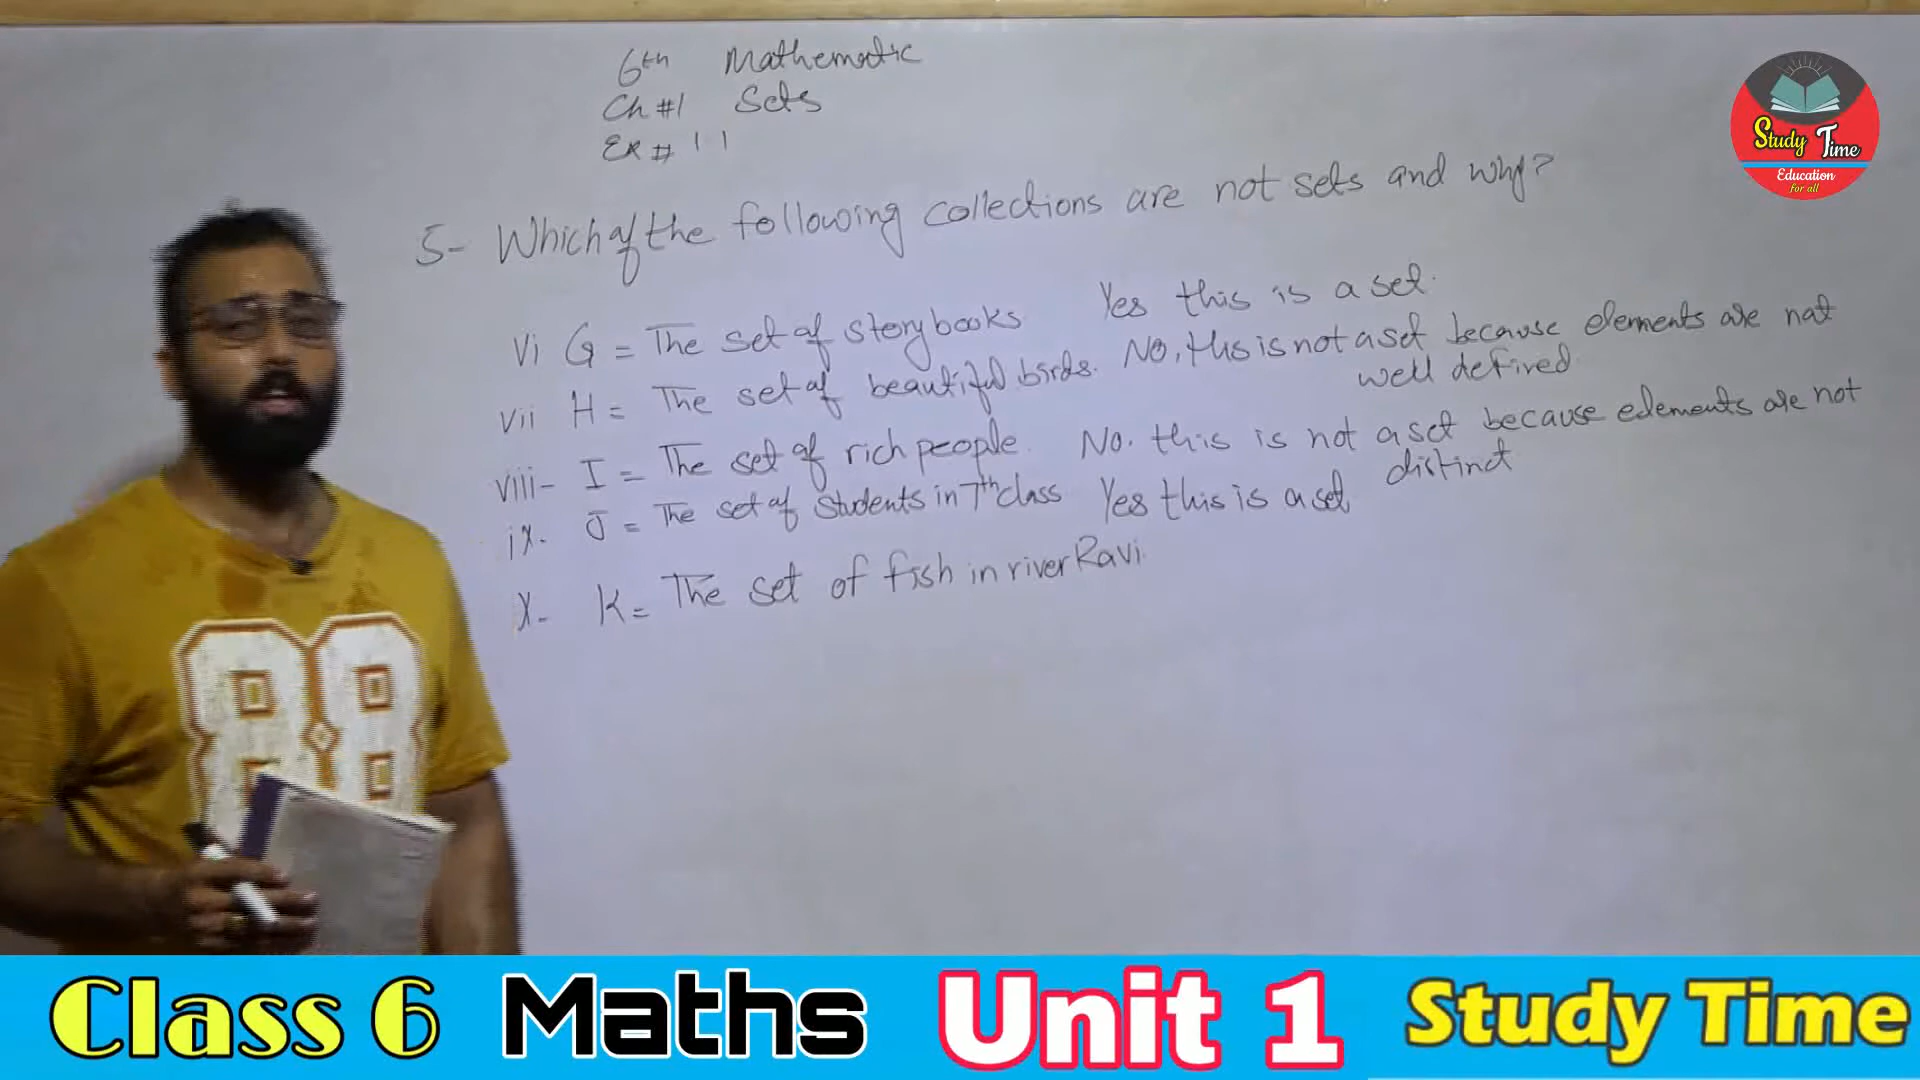 6th Mathematic
Ch #1 Sets
Ex # 1 1
5- Which of the following collections are not sets and why?
vi G = The set of story books Yes this is a set.
vii H = The set of beautiful birds. No, this is not a set because elements are not
well defined
viii- I = The set of rich people. No. this is not a set because elements are not
distinct
ix. J = The set of students in 7th class Yes this is a set
X- K = The set of fish in river Ravi.
Study Time
Education
for all
88
Class 6 Maths Unit 1 Study Time